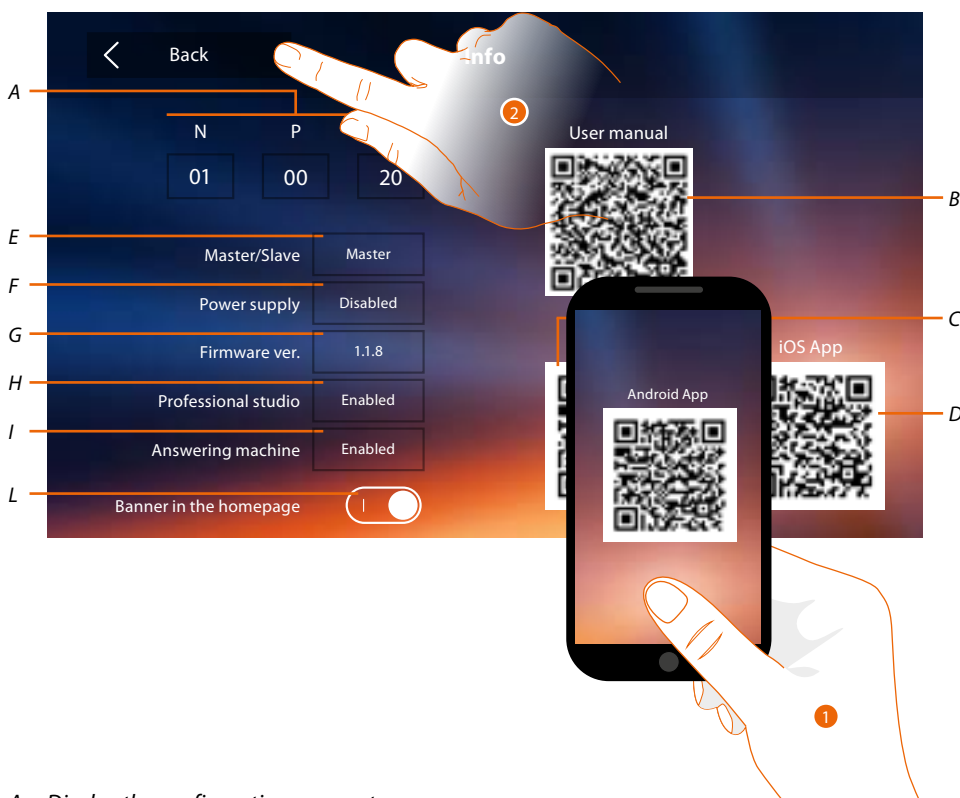 Back
Info
A
2
N P
User manual
01 00 20
B
E
Master/Slave Master
F
Power supply Disabled
C
G
Firmware ver. 1.1.8
iOS App
H
Professional studio Enabled
Android App
D
I
Answering machine Enabled
L
Banner in the homepage
1
A